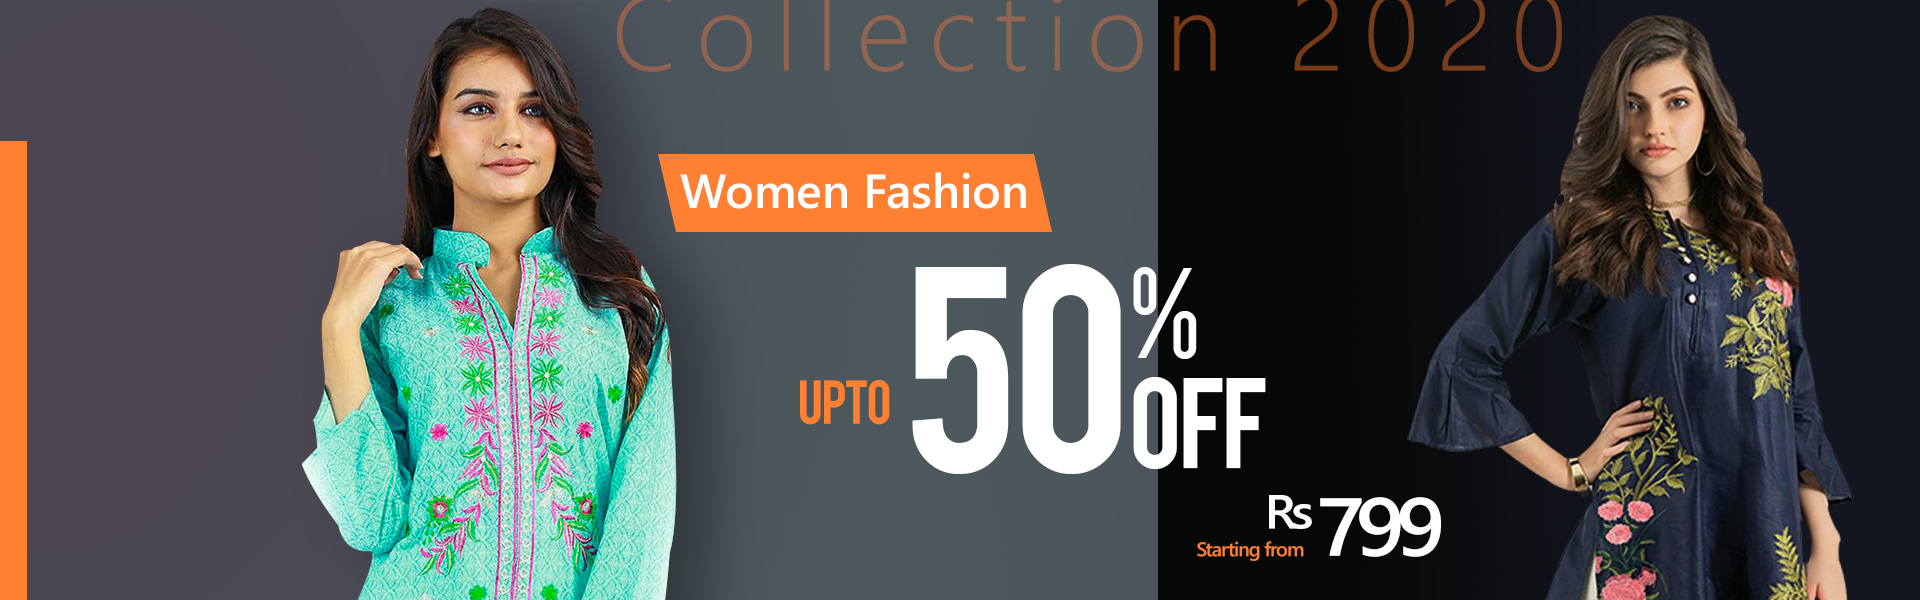 Collection 2020
Women Fashion
UPTO 50% OFF
Rs 799
Starting from